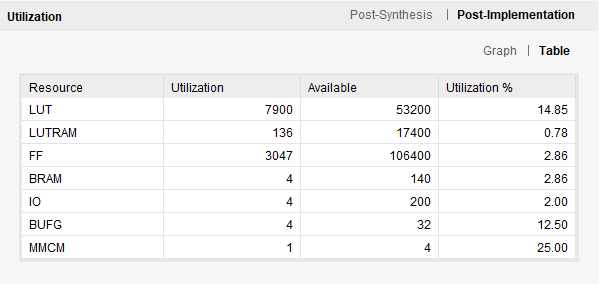 Utilization Post-Synthesis | Post-Implementation
Graph | Table
Resource Utilization Available Utilization %
LUT 7900 53200 14.85
LUTRAM 136 17400 0.78
FF 3047 106400 2.86
BRAM 4 140 2.86
IO 4 200 2.00
BUFG 4 32 12.50
MMCM 1 4 25.00